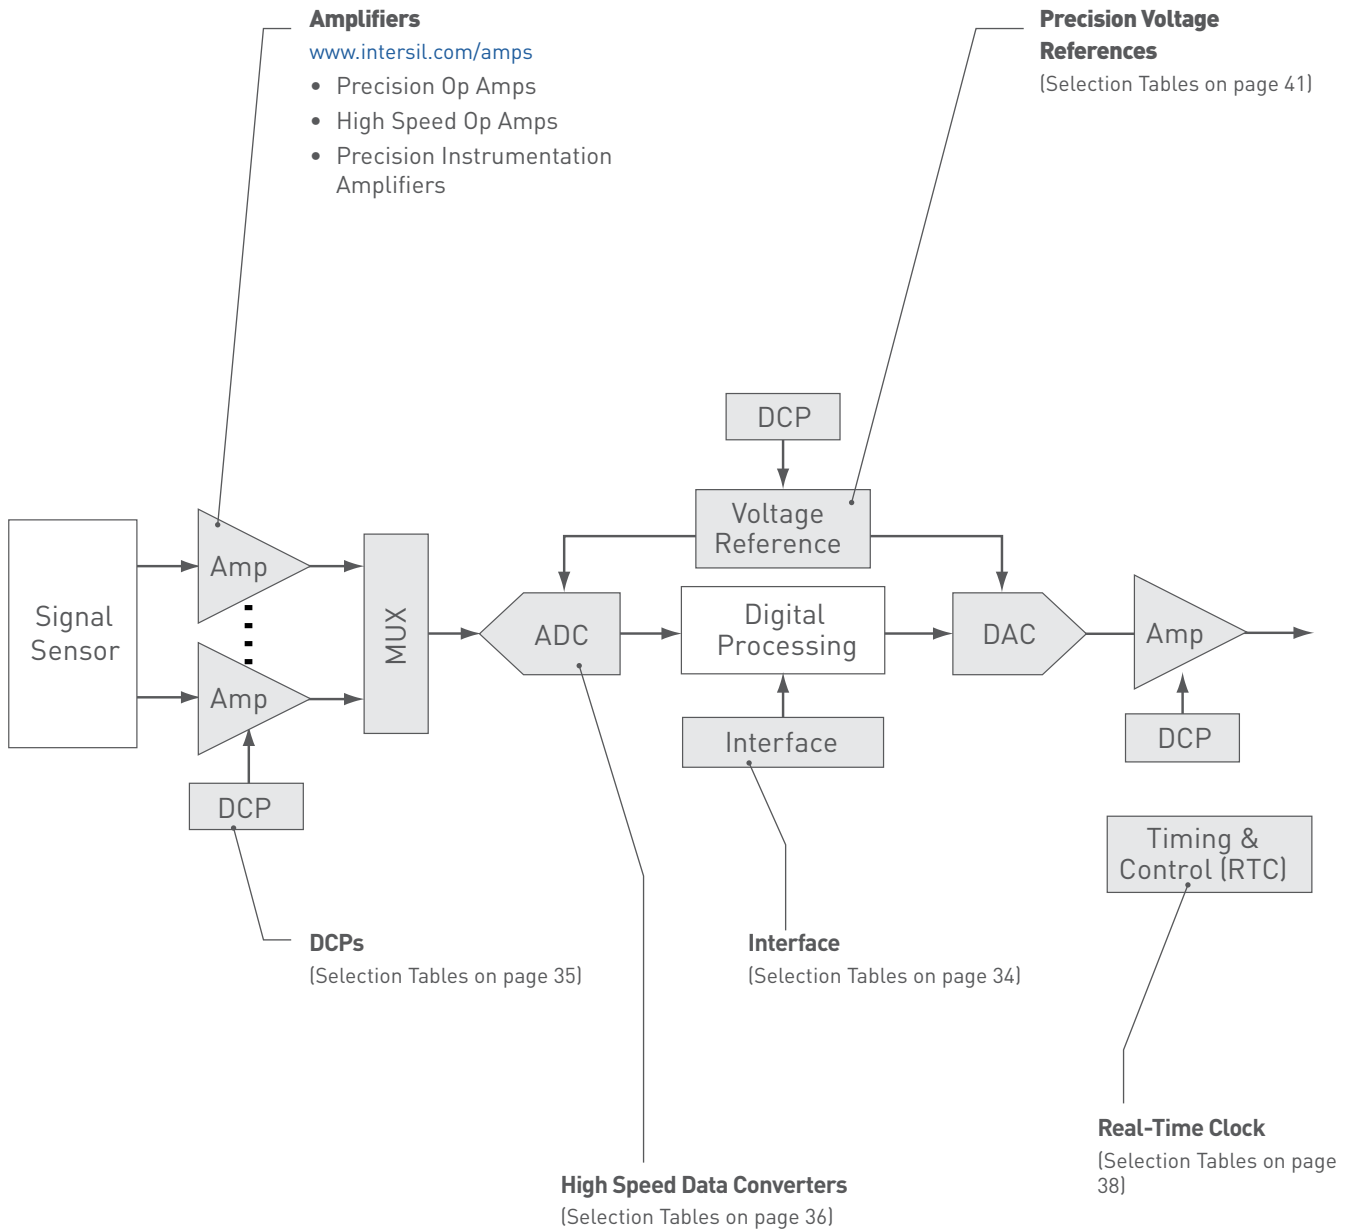 Amplifiers
www.intersil.com/amps
• Precision Op Amps
• High Speed Op Amps
• Precision Instrumentation
Amplifiers
Precision Voltage
References
(Selection Tables on page 41)
DCP
Voltage
Reference
Signal
Sensor
Amp
Amp
MUX
ADC
Digital
Processing
DAC
Amp
Interface
DCP
DCP
Timing &
Control (RTC)
DCPs
(Selection Tables on page 35)
Interface
(Selection Tables on page 34)
Real-Time Clock
(Selection Tables on page
38)
High Speed Data Converters
(Selection Tables on page 36)